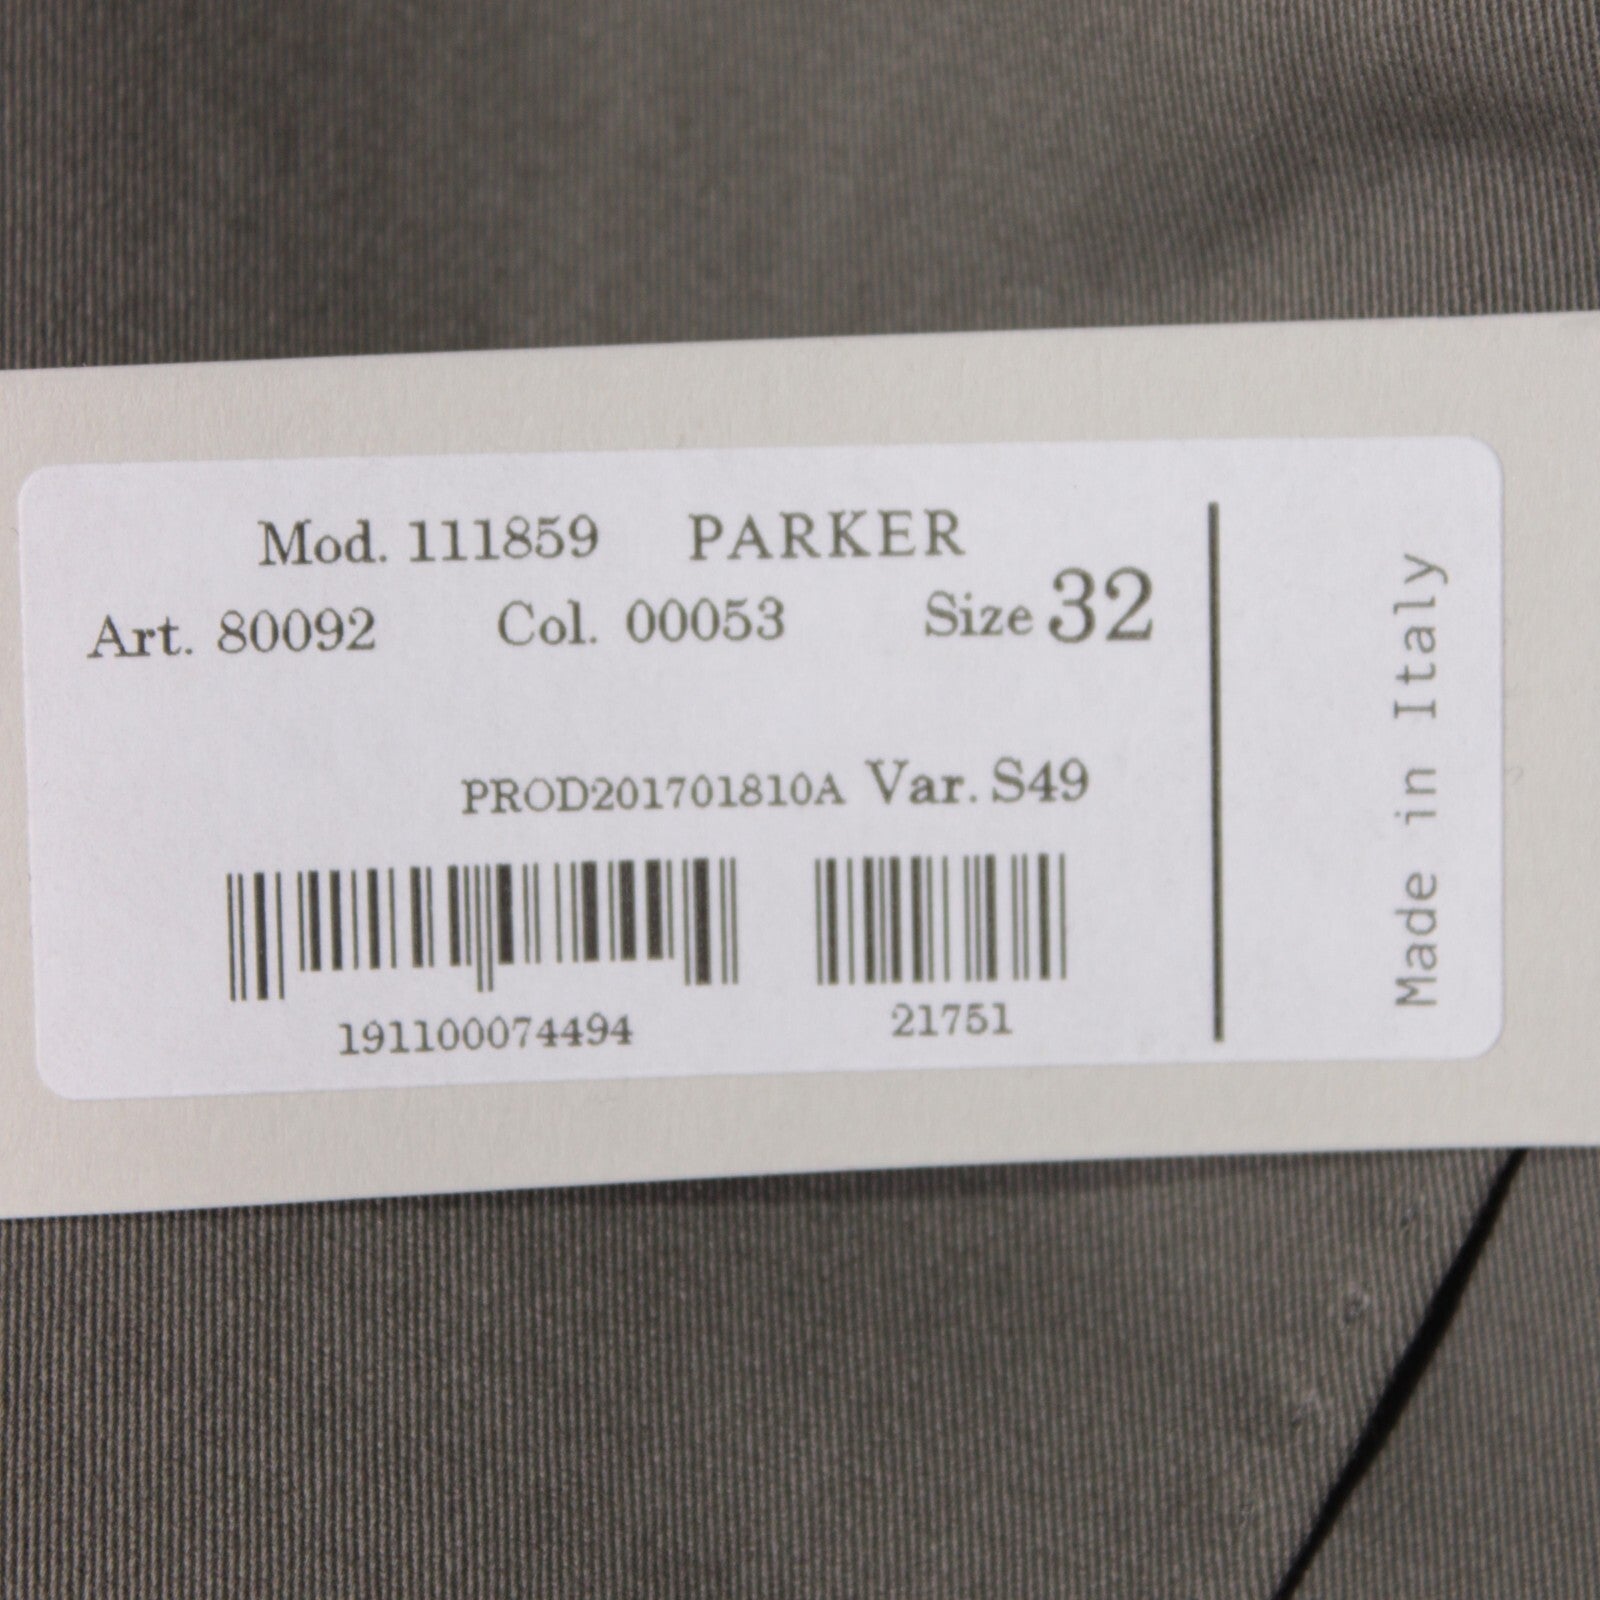 Mod. 111859 PARKER
Art. 80092 Col. 00053 Size 32
PROD201701810A Var. S49
191100074494 21751
Made in Italy